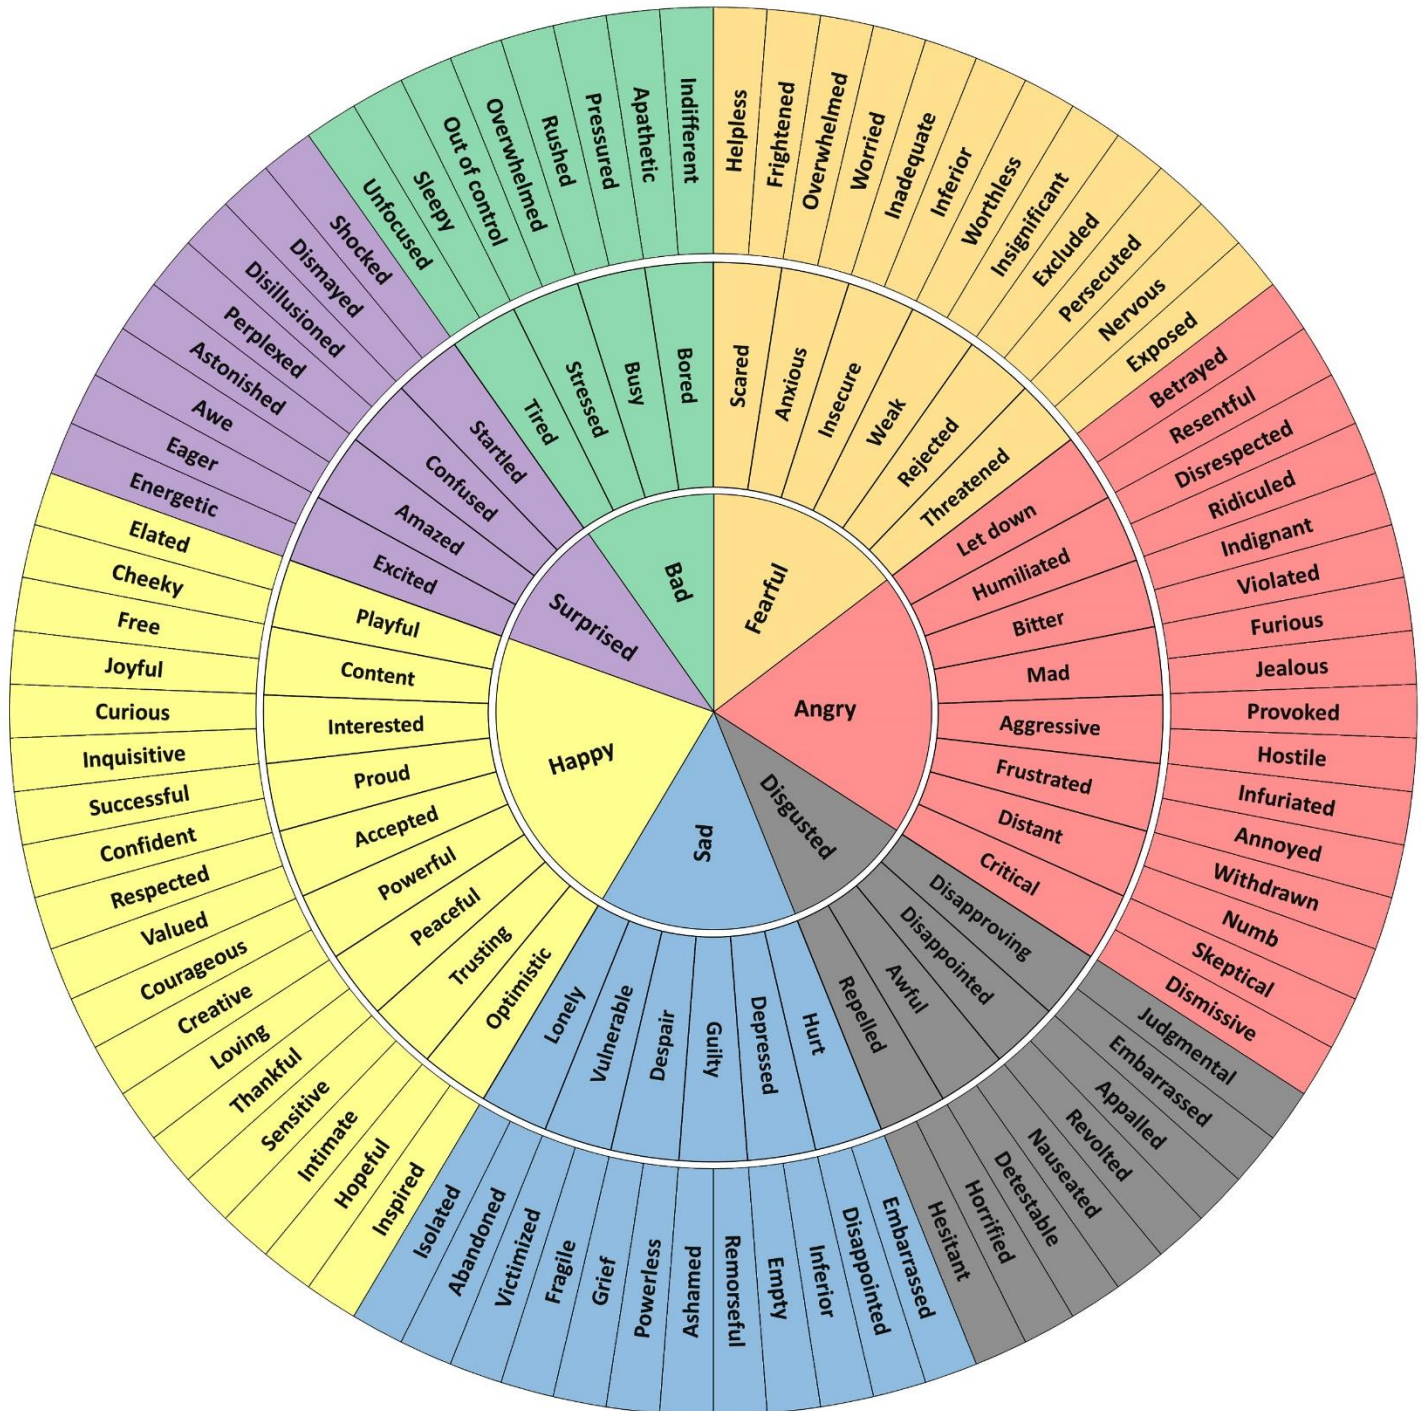 Fearful
Angry
Disgusted
Sad
Happy
Surprised
Bad
Scared
Anxious
Insecure
Weak
Rejected
Threatened
Let down
Humiliated
Bitter
Mad
Aggressive
Frustrated
Distant
Critical
Disapproving
Disappointed
Awful
Repelled
Hurt
Depressed
Guilty
Despair
Vulnerable
Lonely
Optimistic
Trusting
Peaceful
Powerful
Accepted
Proud
Interested
Content
Playful
Excited
Amazed
Confused
Startled
Tired
Stressed
Busy
Bored
Helpless
Frightened
Overwhelmed
Worried
Inadequate
Inferior
Worthless
Insignificant
Excluded
Persecuted
Nervous
Exposed
Betrayed
Resentful
Disrespected
Ridiculed
Indignant
Violated
Furious
Jealous
Provoked
Hostile
Infuriated
Annoyed
Withdrawn
Numb
Skeptical
Dismissive
Judgmental
Embarrassed
Appalled
Revolted
Nauseated
Detestable
Horrified
Hesitant
Embarrassed
Disappointed
Inferior
Empty
Remorseful
Ashamed
Powerless
Grief
Fragile
Victimized
Abandoned
Isolated
Inspired
Hopeful
Intimate
Sensitive
Thankful
Loving
Creative
Courageous
Valued
Respected
Confident
Successful
Inquisitive
Curious
Joyful
Free
Cheeky
Elated
Energetic
Eager
Awe
Astonished
Perplexed
Disillusioned
Dismayed
Shocked
Unfocused
Sleepy
Out of control
Overwhelmed
Rushed
Pressured
Apathetic
Indifferent